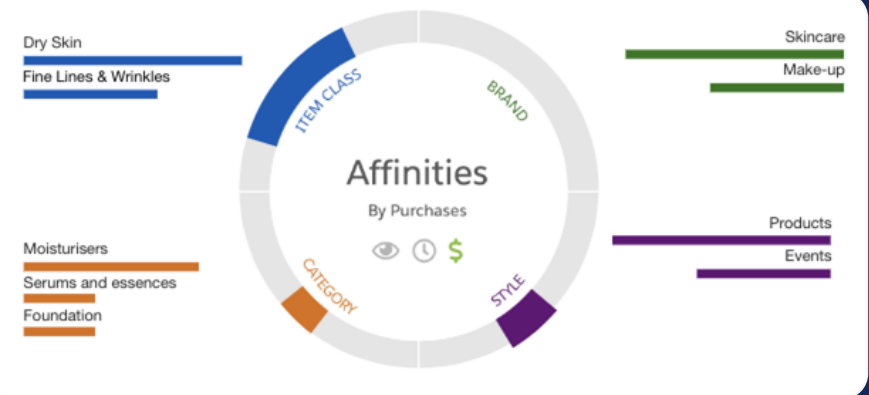 Dry Skin
Fine Lines & Wrinkles
Skincare
Make-up
ITEM CLASS
BRAND
Affinities
By Purchases
$
CATEGORY
STYLE
Moisturisers
Serums and essences
Foundation
Products
Events